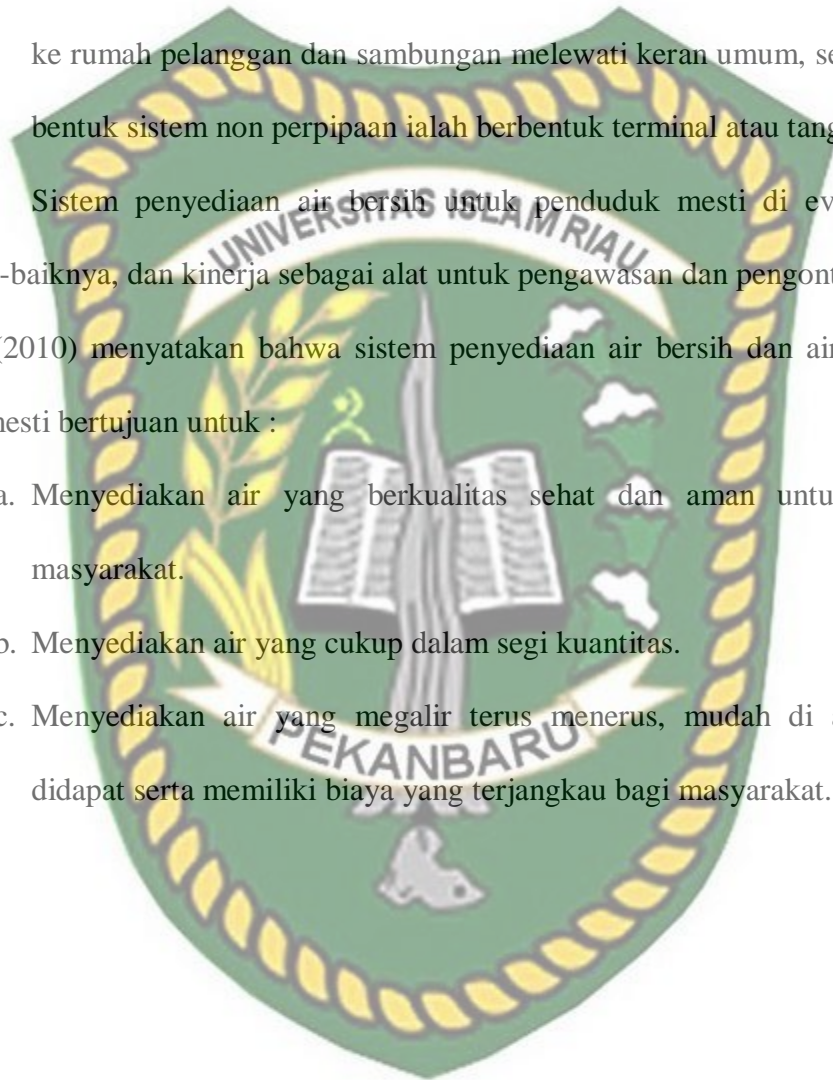 ke rumah pelanggan dan sambungan melewati keran umum,
bentuk sistem non perpipaan ialah berbentuk terminal atau
Sistem penyediaan air bersih untuk penduduk mesti di
UNIVERSITAS ISLAM RIAU
-baiknya, dan kinerja sebagai alat untuk pengawasan dan
(2010) menyatakan bahwa sistem penyediaan air bersih dan air
mesti bertujuan untuk :
a. Menyediakan air yang berkualitas sehat dan aman
masyarakat.
b. Menyediakan air yang cukup dalam segi kuantitas.
c. Menyediakan air yang megalir terus menerus, mudah di
PEKANBARU
didapat serta memiliki biaya yang terjangkau bagi masyarakat.